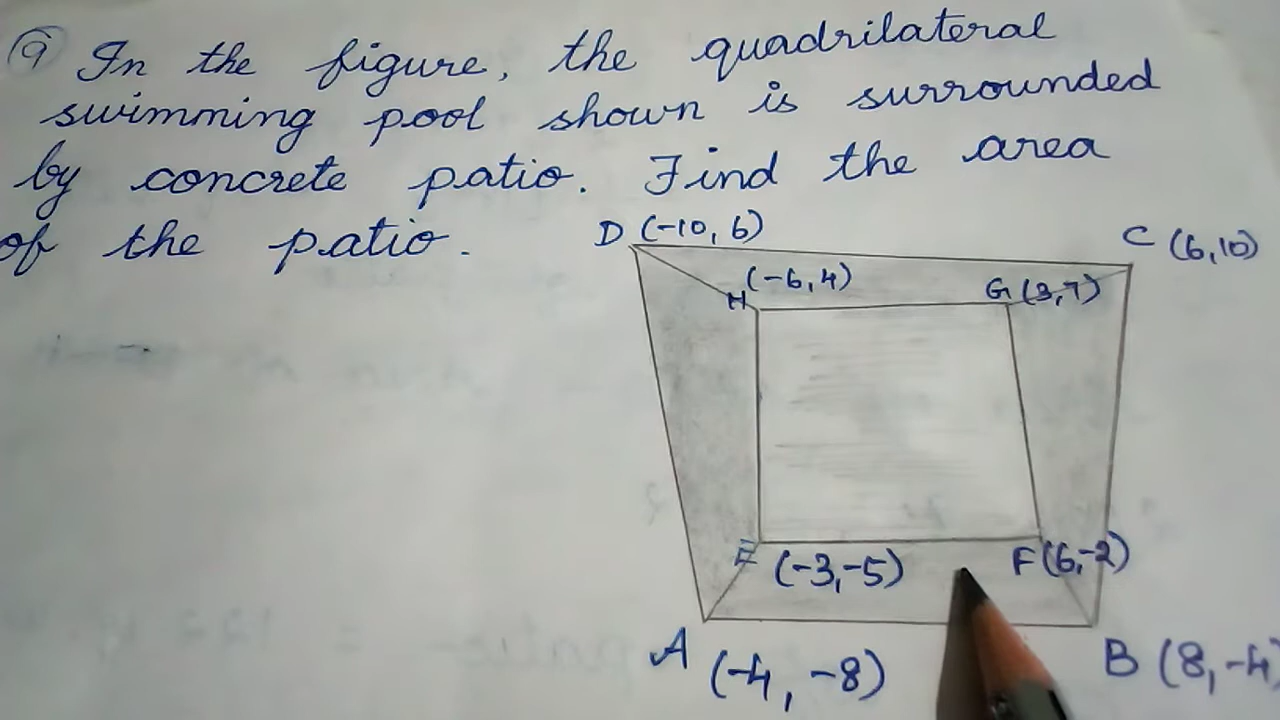 9 In the figure, the quadrilateral
swimming pool shown is surrounded
by concrete patio. Find the area
of the patio.
D (-10, 6)
C (6,10)
H (-6,4)
G (3,7)
E (-3,-5)
F (6,-2)
A (-4, -8)
B (8,-4)